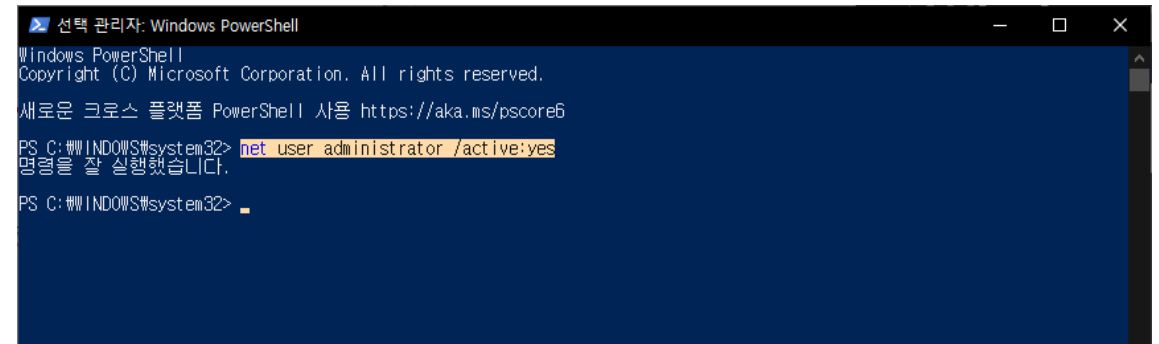 선택 관리자: Windows PowerShell
Windows PowerShell
Copyright (C) Microsoft Corporation. All rights reserved.
새로운 크로스 플랫폼 PowerShell 사용 https://aka.ms/pscore6
PS C:₩WINDOWS₩system32> net user administrator /active:yes
명령을 잘 실행했습니다.
PS C:₩WINDOWS₩system32>